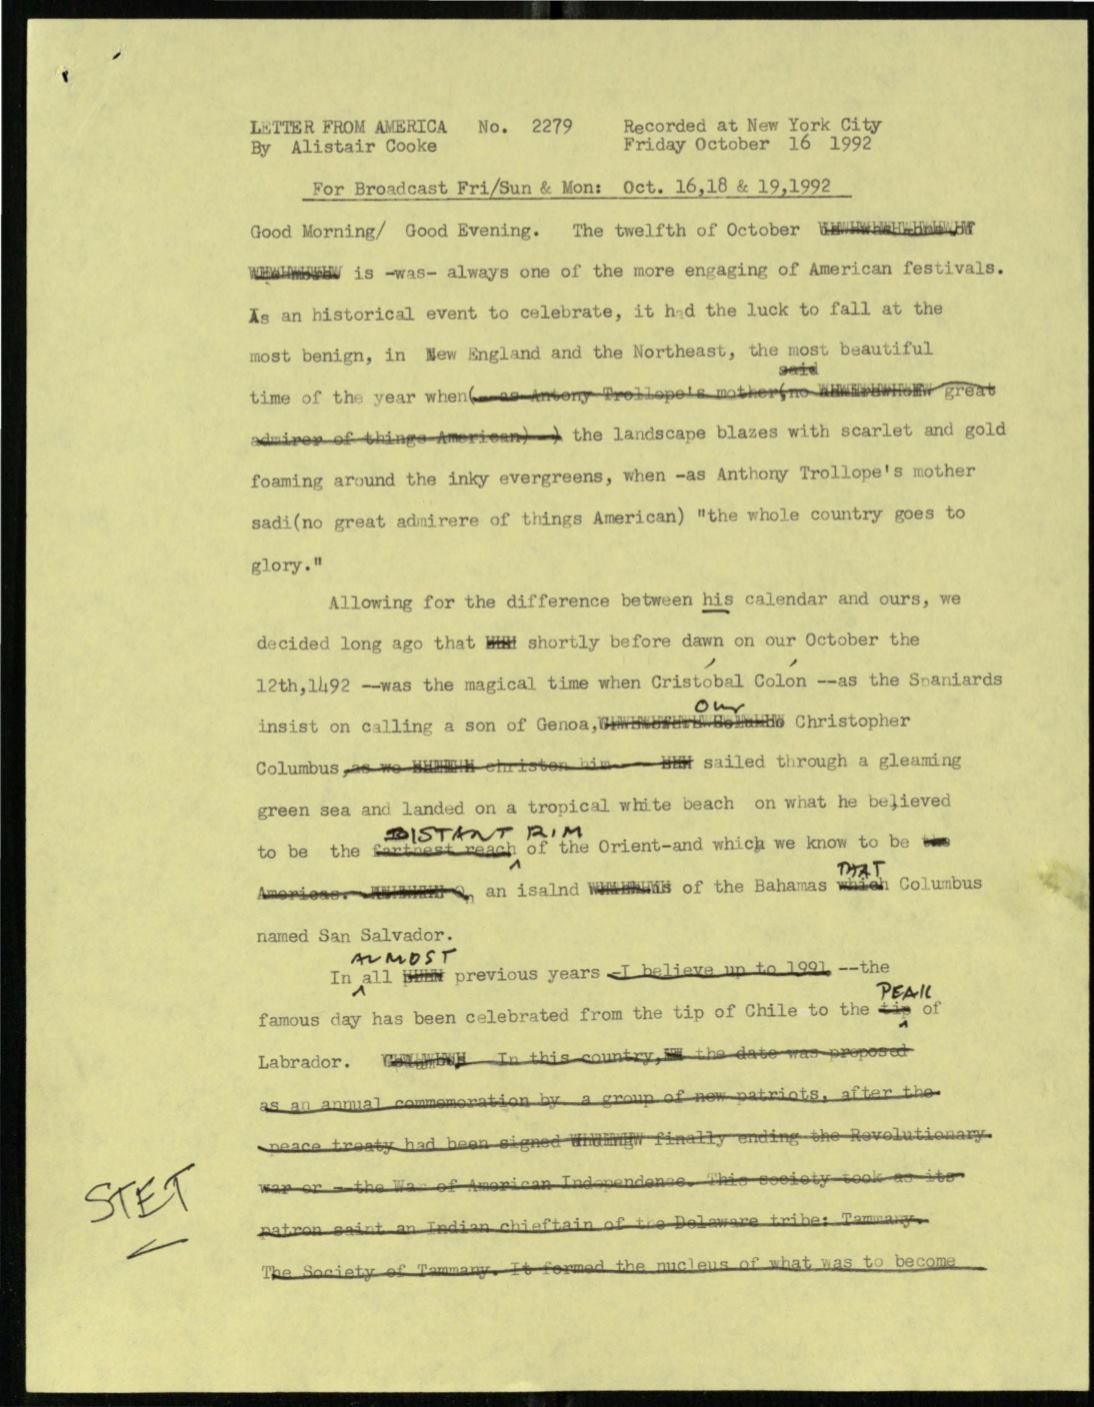 LETTER FROM AMERICA No. 2279 Recorded at New York City
By Alistair Cooke Friday October 16 1992
For Broadcast Fri/Sun & Mon: Oct. 16,18 & 19,1992
Good Morning/ Good Evening. The twelfth of October
is -was- always one of the more engaging of American festivals.
As an historical event to celebrate, it had the luck to fall at the
most benign, in New England and the Northeast, the most beautiful
said
time of the year when(- as Antony Trollope's mother(no great
admirer of things American) -) the landscape blazes with scarlet and gold
foaming around the inky evergreens, when -as Anthony Trollope's mother
sadi(no great admirere of things American) "the whole country goes to
glory."
Allowing for the difference between his calendar and ours, we
decided long ago that shortly before dawn on our October the
12th,1492 --was the magical time when Cristóbal Colón --as the Spaniards
our
insist on calling a son of Genoa, Christopher
Columbus, as we christen him -- sailed through a gleaming
green sea and landed on a tropical white beach on what he believed
DISTANT RIM
to be the farthest reach of the Orient-and which we know to be the
THAT
Americas. an isalnd of the Bahamas which Columbus
named San Salvador.
ALMOST
In all previous years -I believe up to 1991 --the
PEAK
famous day has been celebrated from the tip of Chile to the tip of
Labrador. In this country, the date was proposed
as an annual commemoration by a group of new patriots, after the
peace treaty had been signed finally ending the Revolutionary
war or --the War of American Independense. This society took as its
STET
patron saint an Indian chieftain of the Delaware tribe: Tammany.
The Society of Tammany. It formed the nucleus of what was to become